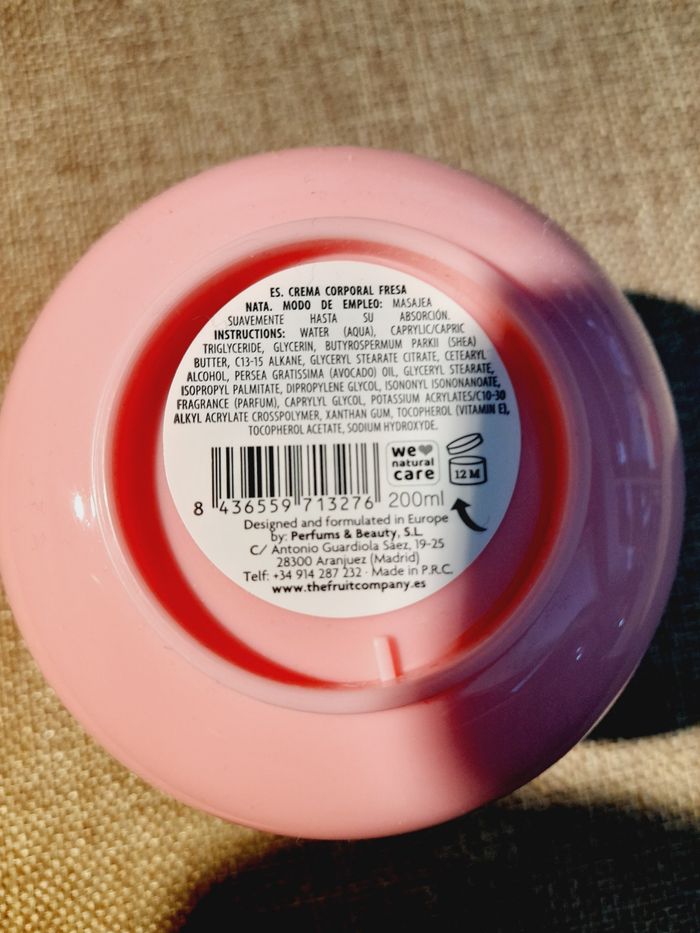 ES. CREMA CORPORAL FRESA
NATA. MODO DE EMPLEO: MASAJEA
SUAVEMENTE HASTA SU ABSORCIÓN.
INSTRUCTIONS: WATER (AQUA), CAPRYLIC/CAPRIC
TRIGLYCERIDE, GLYCERIN, BUTYROSPERMUM PARKII (SHEA)
BUTTER, C13-15 ALKANE, GLYCERYL STEARATE CITRATE, CETEARYL
ALCOHOL, PERSEA GRATISSIMA (AVOCADO) OIL, GLYCERYL STEARATE,
ISOPROPYL PALMITATE, DIPROPYLENE GLYCOL, ISONONYL ISONONANOATE,
FRAGRANCE (PARFUM), CAPRYLYL GLYCOL, POTASSIUM ACRYLATES/C10-30
ALKYL ACRYLATE CROSSPOLYMER, XANTHAN GUM, TOCOPHEROL (VITAMIN E),
TOCOPHEROL ACETATE, SODIUM HYDROXYDE.
we
natural
care
12 M
8 436559 713276 200ml
Designed and formulated in Europe
by: Perfums & Beauty, S.L.
C/ Antonio Guardiola Sáez, 19-25
28300 Aranjuez (Madrid)
Telf: +34 914 287 232 · Made in P.R.C.
www.thefruitcompany.es